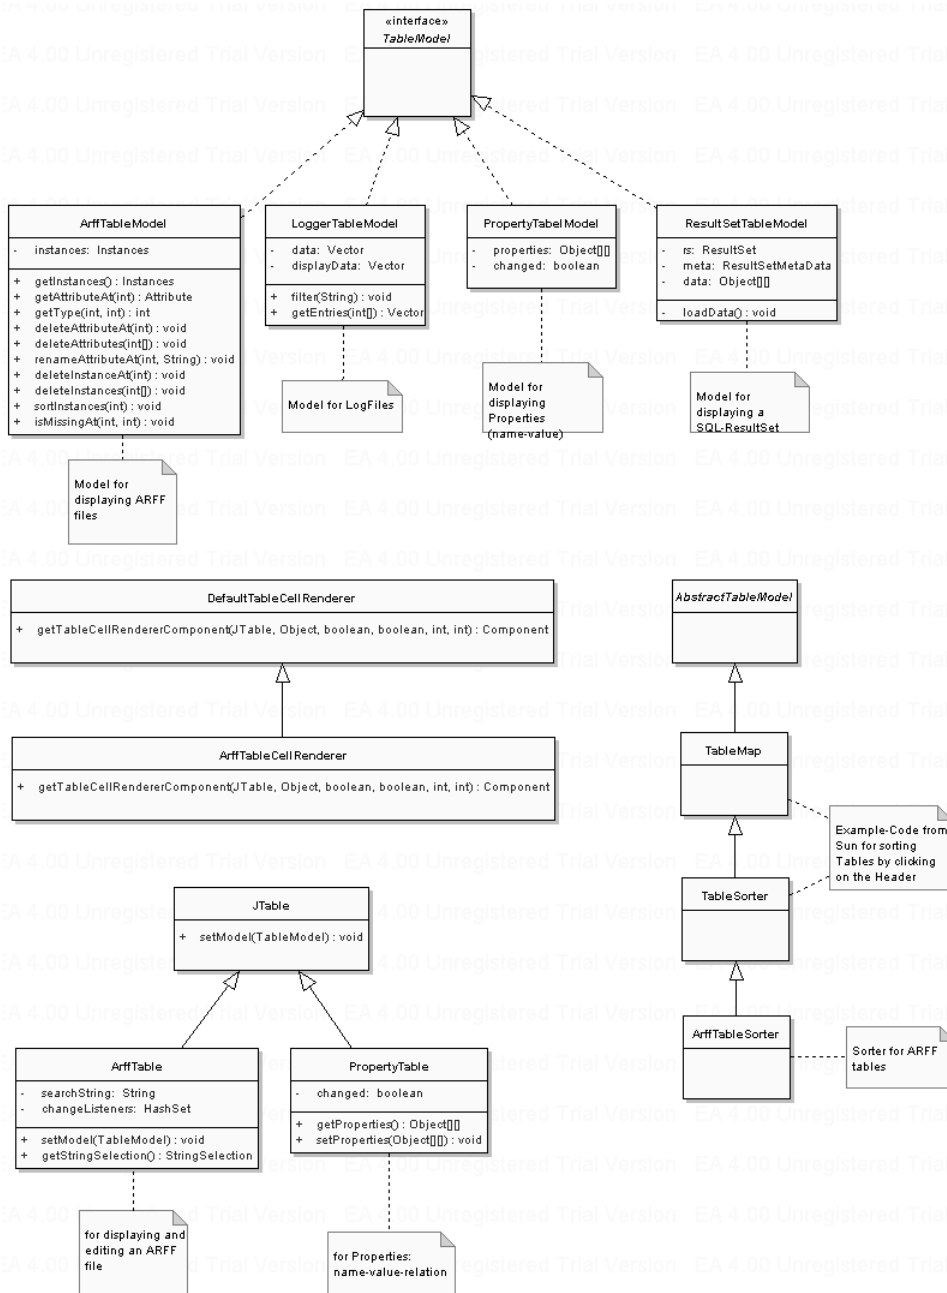 «interface»
TableModel
ArffTableModel
- instances: Instances
+ getInstances() : Instances
+ getAttributeAt(int) : Attribute
+ getType(int, int) : int
+ deleteAttributeAt(int) : void
+ deleteAttributes(int[]) : void
+ renameAttributeAt(int, String) : void
+ deleteInstanceAt(int) : void
+ deleteInstances(int[]) : void
+ sortInstances(int) : void
+ isMissingAt(int, int) : void
LoggerTableModel
- data: Vector
- displayData: Vector
+ filter(String) : void
+ getEntries(int[]) : Vector
PropertyTabelModel
- properties: Object[][]
- changed: boolean
ResultSetTableModel
- rs: ResultSet
- meta: ResultSetMetaData
- data: Object[][]
- loadData() : void
Model for LogFiles
Model for
displaying
Properties
(name-value)
Model for
displaying a
SQL-ResultSet
Model for
displaying ARFF
files
DefaultTableCellRenderer
+ getTableCellRendererComponent(JTable, Object, boolean, boolean, int, int) : Component
AbstractTableModel
ArffTableCellRenderer
+ getTableCellRendererComponent(JTable, Object, boolean, boolean, int, int) : Component
TableMap
Example-Code from
Sun for sorting
Tables by clicking
on the Header
TableSorter
JTable
+ setModel(TableModel) : void
ArffTableSorter
Sorter for ARFF
tables
ArffTable
- searchString: String
- changeListeners: HashSet
+ setModel(TableModel) : void
+ getStringSelection() : StringSelection
PropertyTable
- changed: boolean
+ getProperties() : Object[][]
+ setProperties(Object[][]) : void
for displaying and
editing an ARFF
file
for Properties:
name-value-relation
EA 4.00 Unregistered Trial Version